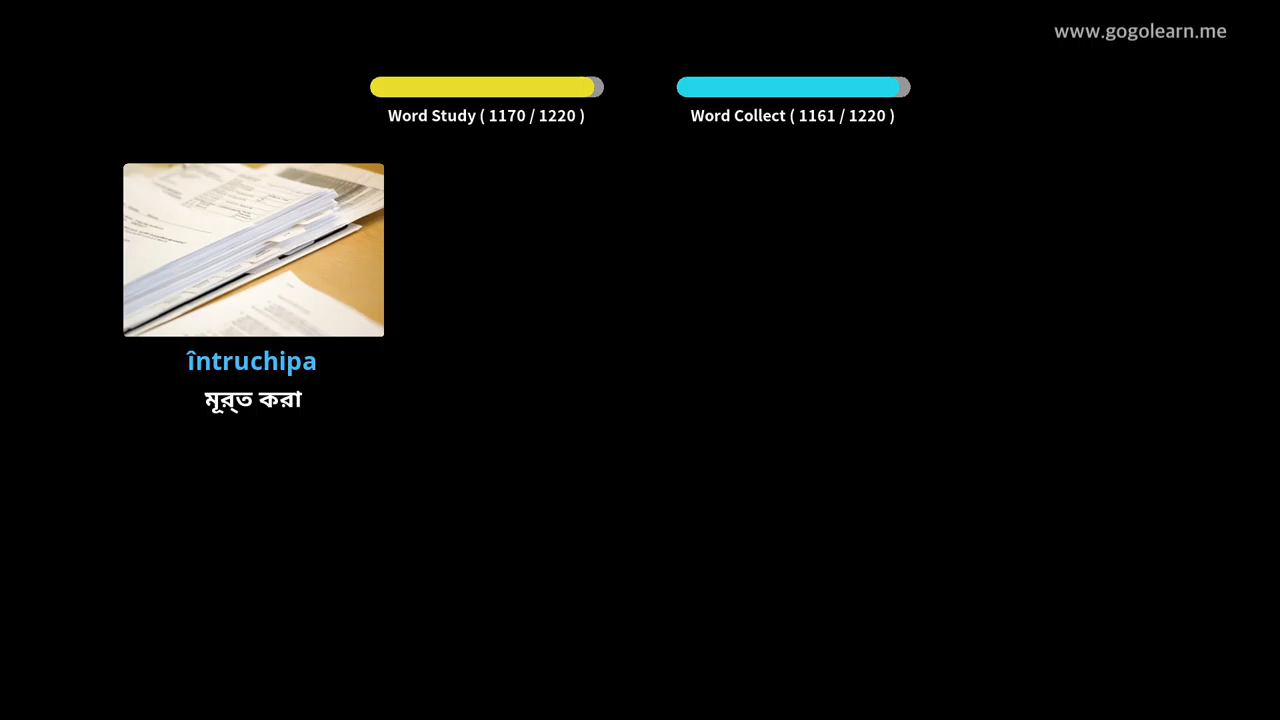 www.gogolearn.me
Word Study ( 1170 / 1220 )
Word Collect ( 1161 / 1220 )
întruchipa
মূর্ত করা